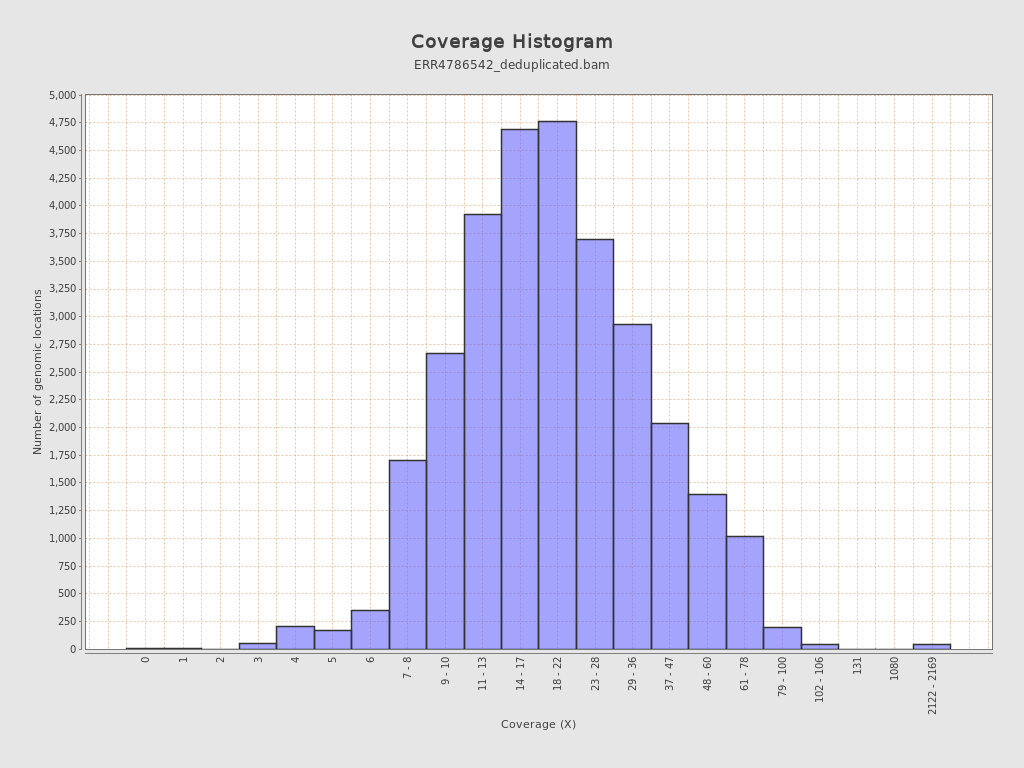 Coverage Histogram
ERR4786542_deduplicated.bam
Number of genomic locations
5,000
4,750
4,500
4,250
4,000
3,750
3,500
3,250
3,000
2,750
2,500
2,250
2,000
1,750
1,500
1,250
1,000
750
500
250
0
0
1
2
3
4
5
6
7 - 8
9 - 10
11 - 13
14 - 17
18 - 22
23 - 28
29 - 36
37 - 47
48 - 60
61 - 78
79 - 100
102 - 106
131
1080
2122 - 2169
Coverage (X)